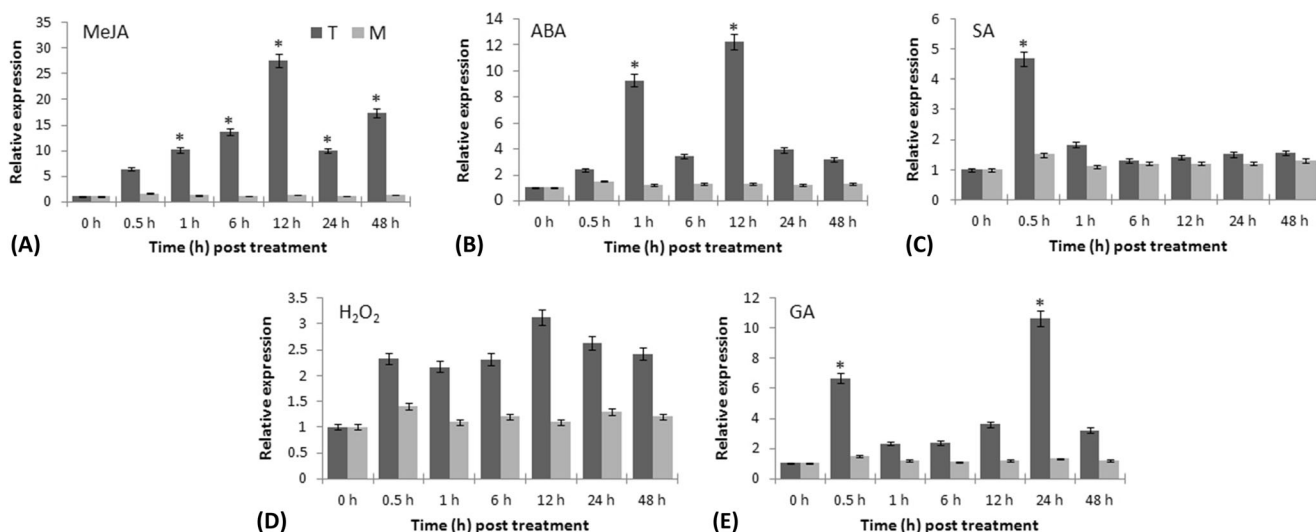 MeJA
T M
Relative expression
35
30
25
20
15
10
5
0
* * * * *
0 h 0.5 h 1 h 6 h 12 h 24 h 48 h
(A)
Time (h) post treatment
ABA
Relative expression
14
12
10
8
6
4
2
0
* *
0 h 0.5 h 1 h 6 h 12 h 24 h 48 h
(B)
Time (h) post treatment
SA
Relative expression
6
5
4
3
2
1
0
*
0 h 0.5 h 1 h 6 h 12 h 24 h 48 h
(C)
Time (h) post treatment
H₂O₂
Relative expression
3.5
3
2.5
2
1.5
1
0.5
0
0 h 0.5 h 1 h 6 h 12 h 24 h 48 h
(D)
Time (h) post treatment
GA
Relative expression
12
10
8
6
4
2
0
* *
0 h 0.5 h 1 h 6 h 12 h 24 h 48 h
(E)
Time (h) post treatment